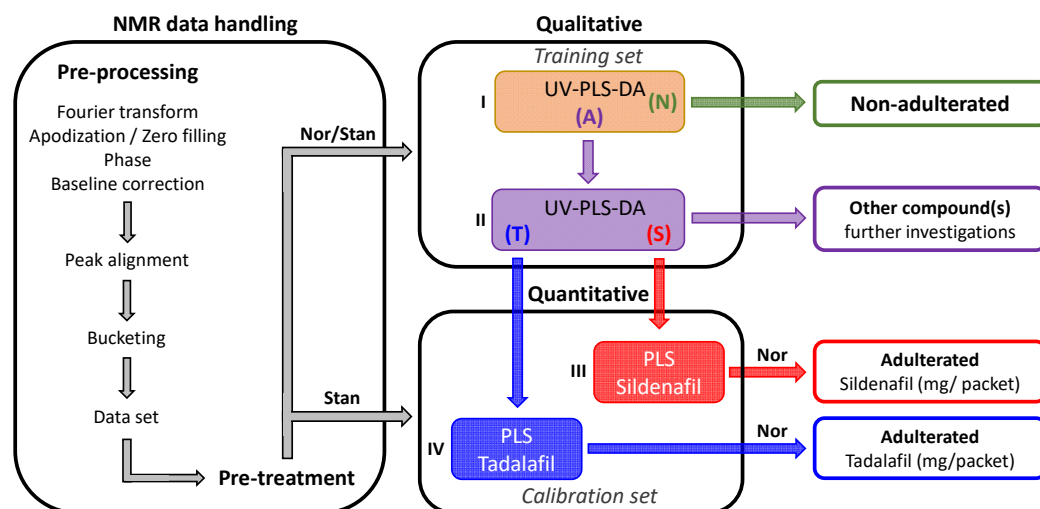 NMR data handling
Pre-processing
Fourier transform
Apodization / Zero filling
Phase
Baseline correction
Peak alignment
Bucketing
Data set
Pre-treatment
Nor/Stan
Stan
Qualitative
Training set
I
UV-PLS-DA
(N)
(A)
II
UV-PLS-DA
(T)
(S)
Non-adulterated
Other compound(s)
further investigations
Quantitative
III
PLS
Sildenafil
Nor
Adulterated
Sildenafil (mg/ packet)
IV
PLS
Tadalafil
Nor
Adulterated
Tadalafil (mg/packet)
Calibration set